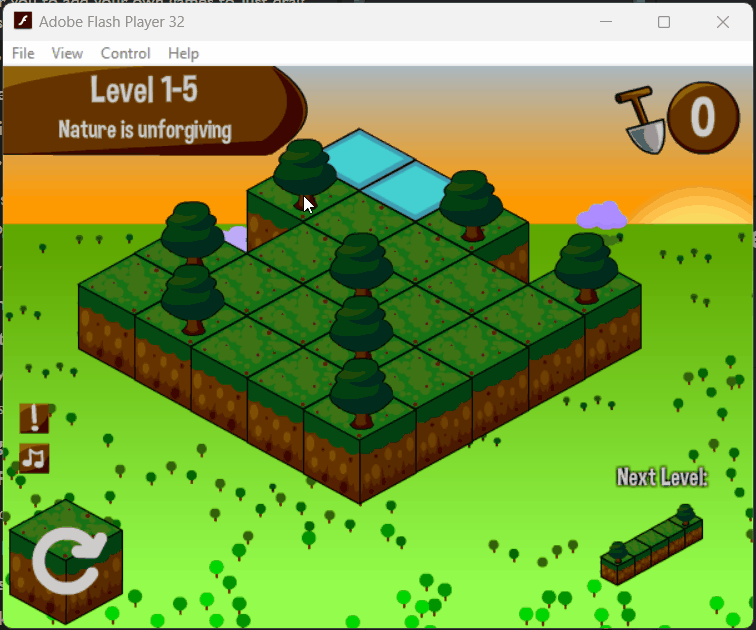 Adobe Flash Player 32
File View Control Help
Level 1-5
Nature is unforgiving
0
!
Next Level: